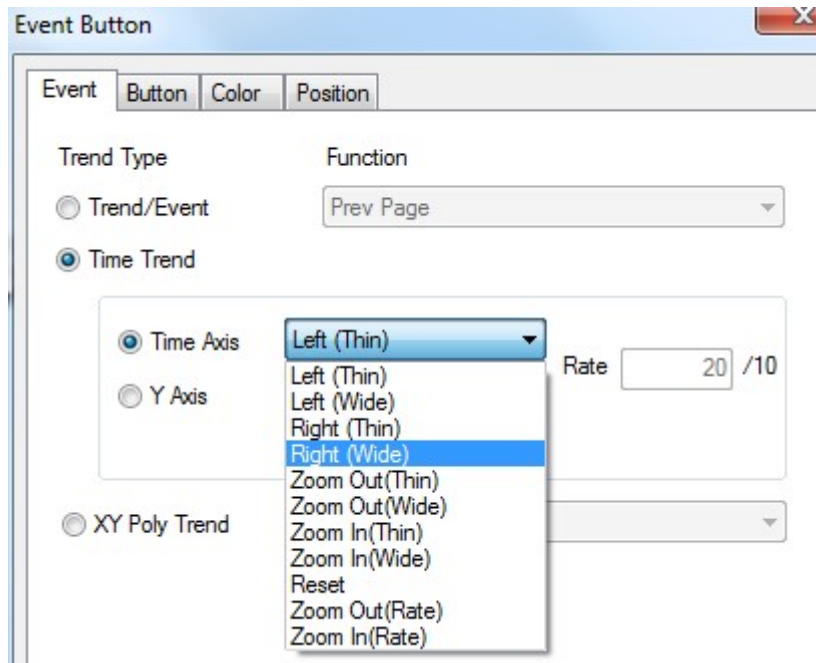 Event Button
Event Button Color Position
Trend Type Function
Trend/Event Prev Page
Time Trend
Time Axis Left (Thin)
Rate 20 /10
Y Axis
Left (Thin)
Left (Wide)
Right (Thin)
Right (Wide)
Zoom Out(Thin)
Zoom Out(Wide)
Zoom In(Thin)
Zoom In(Wide)
Reset
Zoom Out(Rate)
Zoom In(Rate)
XY Poly Trend